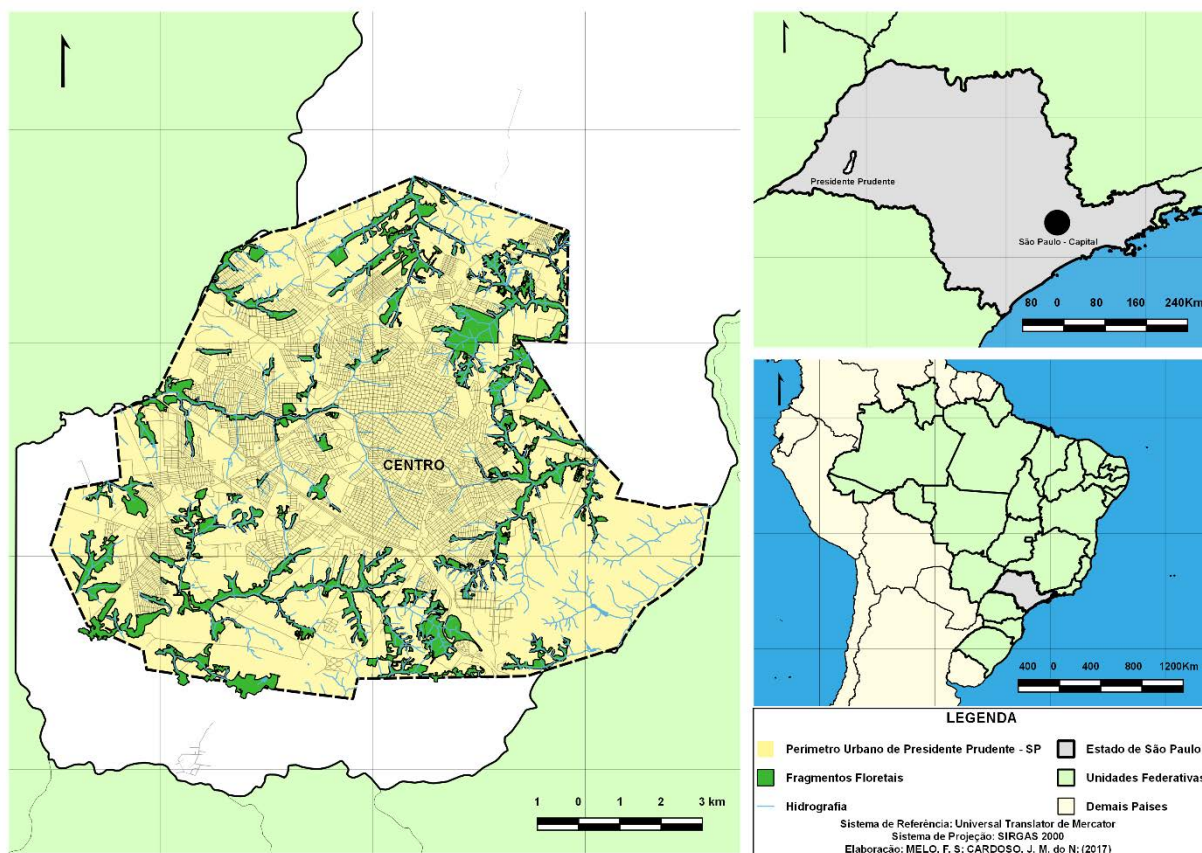 CENTRO
1 0 1 2 3 km
Presidente Prudente
São Paulo - Capital
80 0 80 160 240Km
400 0 400 800 1200Km
LEGENDA
Perímetro Urbano de Presidente Prudente - SP
Fragmentos Floretais
Hidrografia
Estado de São Paulo
Unidades Federativas
Demais Países
Sistema de Referência: Universal Translator de Mercator
Sistema de Projeção: SIRGAS 2000
Elaboração: MELO, F. S; CARDOSO, J. M. do N; (2017)